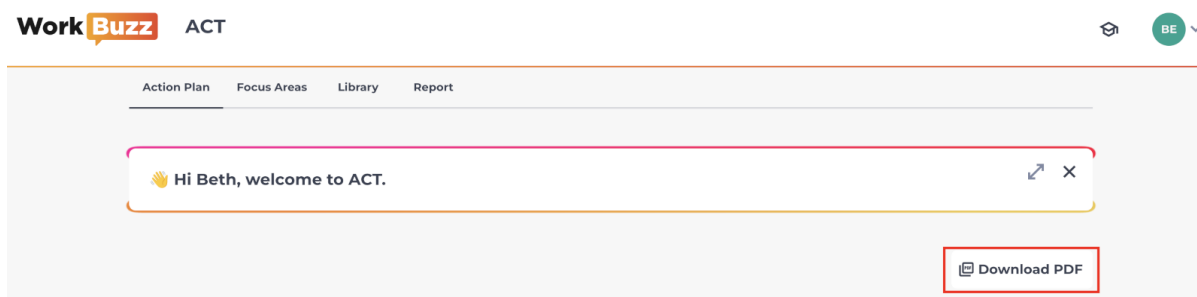 Work Buzz ACT BE
Action Plan Focus Areas Library Report
👋 Hi Beth, welcome to ACT.
Download PDF